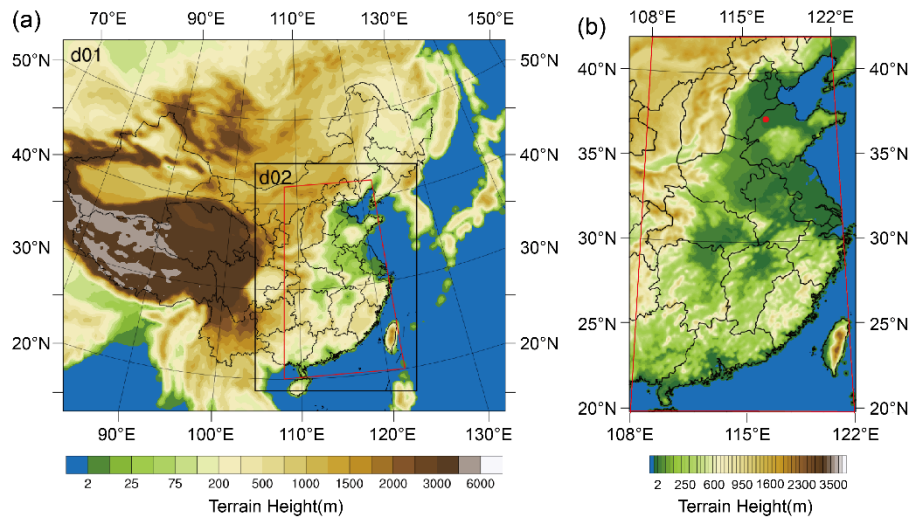 (a)
70°E 80°E 90°E 100°E 110°E 120°E 130°E 150°E
d01
50°N
50°N
40°N
40°N
d02
30°N
30°N
20°N
20°N
90°E 100°E 110°E 120°E 130°E
2 25 75 200 500 1000 1500 2000 3000 6000
Terrain Height(m)
(b)
108°E 115°E 122°E
40°N
40°N
35°N
35°N
30°N
30°N
25°N
25°N
20°N
20°N
108°E 115°E 122°E
2 250 600 950 1600 2300 3500
Terrain Height(m)